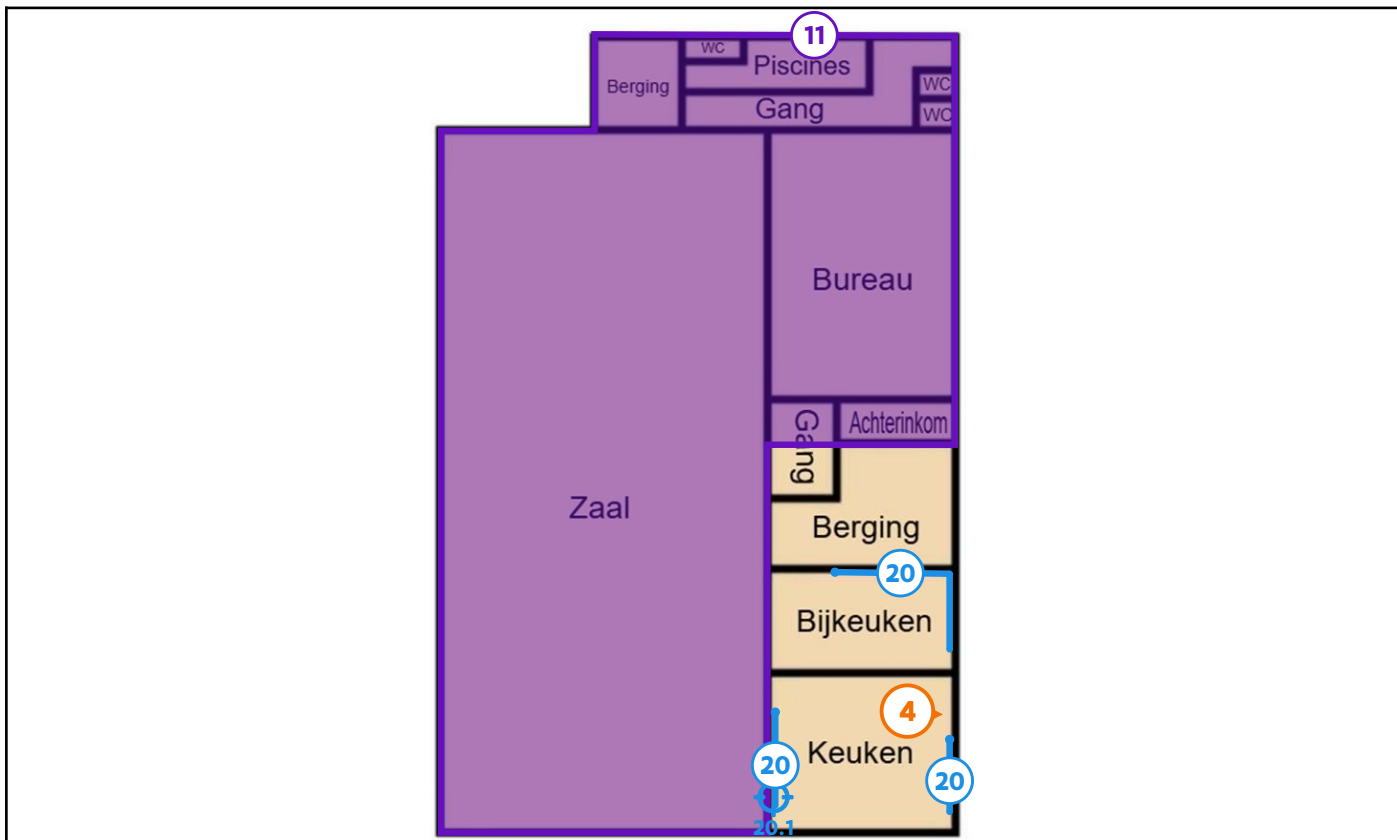 11
WC
Piscines
Berging
WC
Gang
WC
Bureau
Gang
Achterinkom
Zaal
Berging
20
Bijkeuken
4
Keuken
20
20
20.1